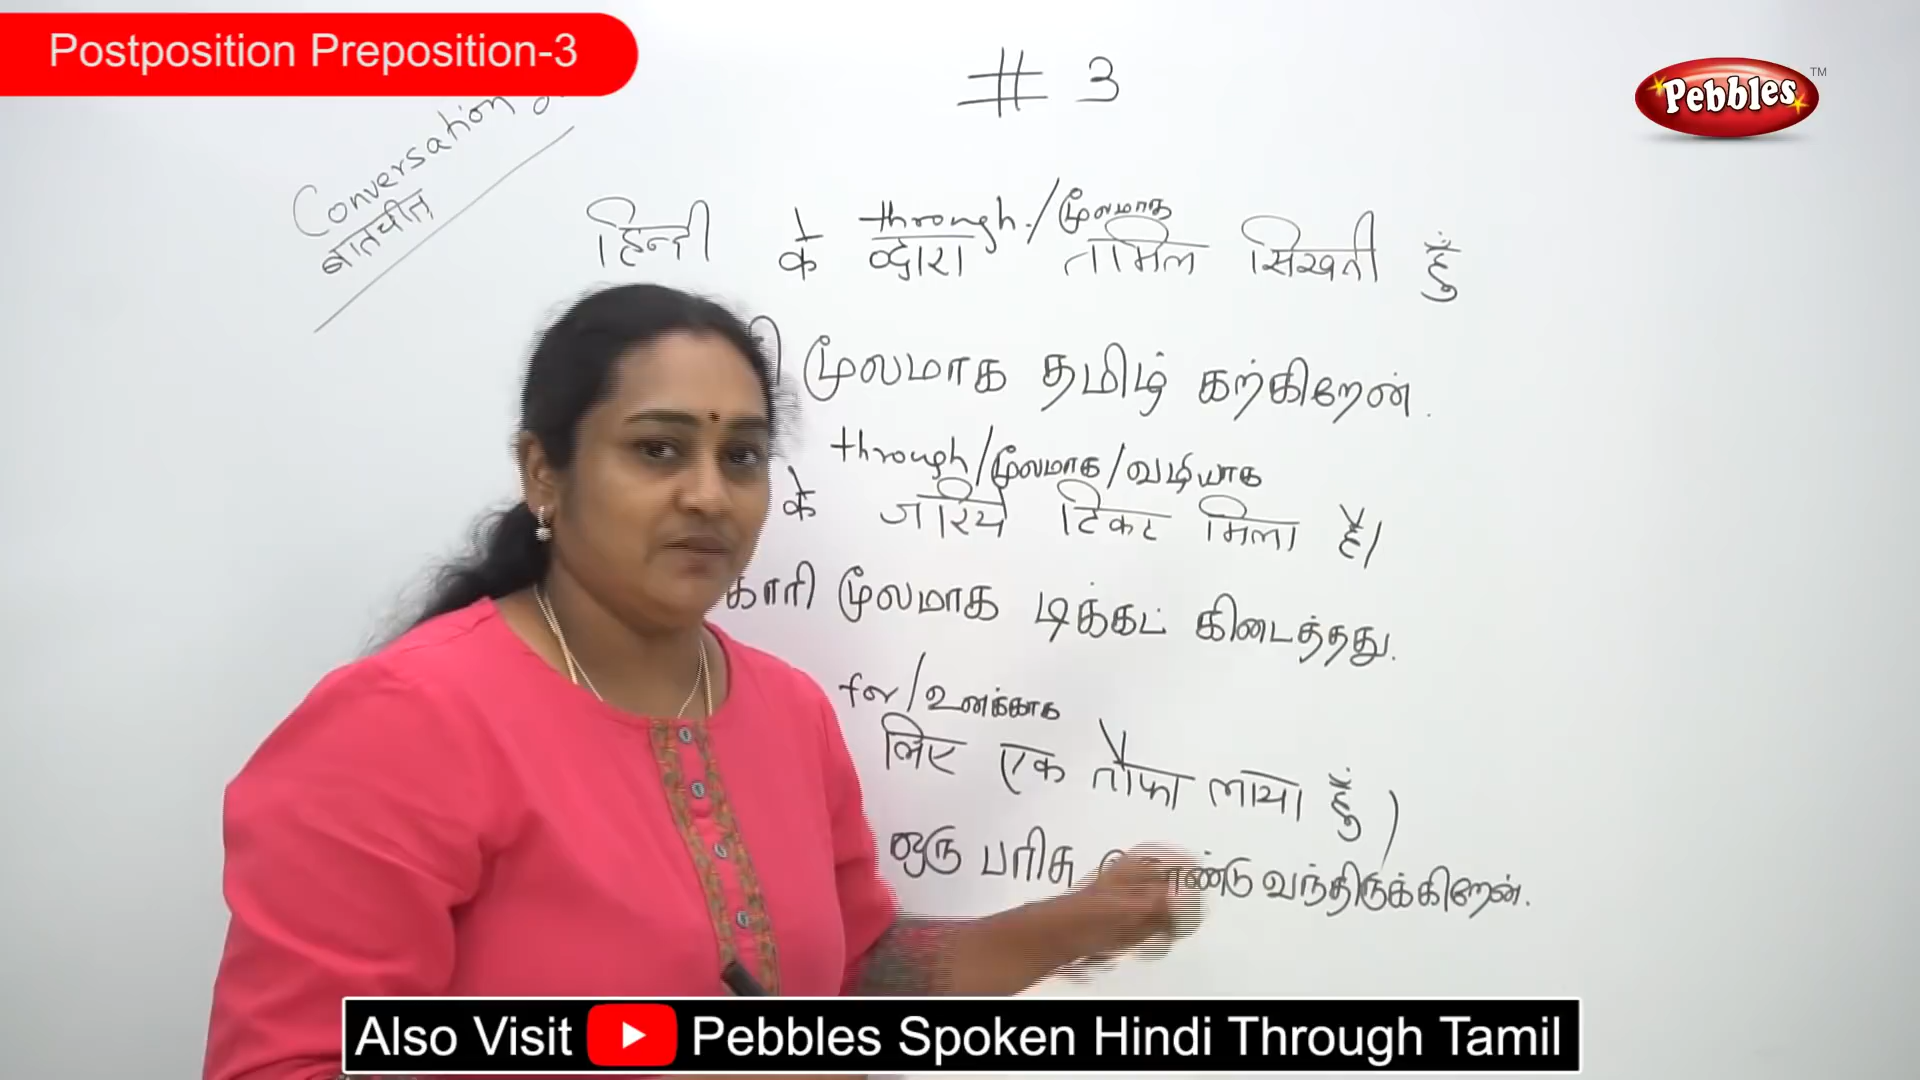 Postposition Preposition-3
# 3
Pebbles TM
Conversation
बातचीत
through / மூலமாக
हिन्दी के द्वारा तामिल सिखती हूँ
மூலமாக தமிழ் கற்கிறேன்.
through / மூலமாக / வழியாக
के जरिये टिकट मिला है।
காரி மூலமாக டிக்கட் கிடைத்தது.
for / உனக்காக
लिए एक तौफा लाया हूँ।
ஒரு பரிசு வந்திருக்கிறேன்.
Also Visit Pebbles Spoken Hindi Through Tamil